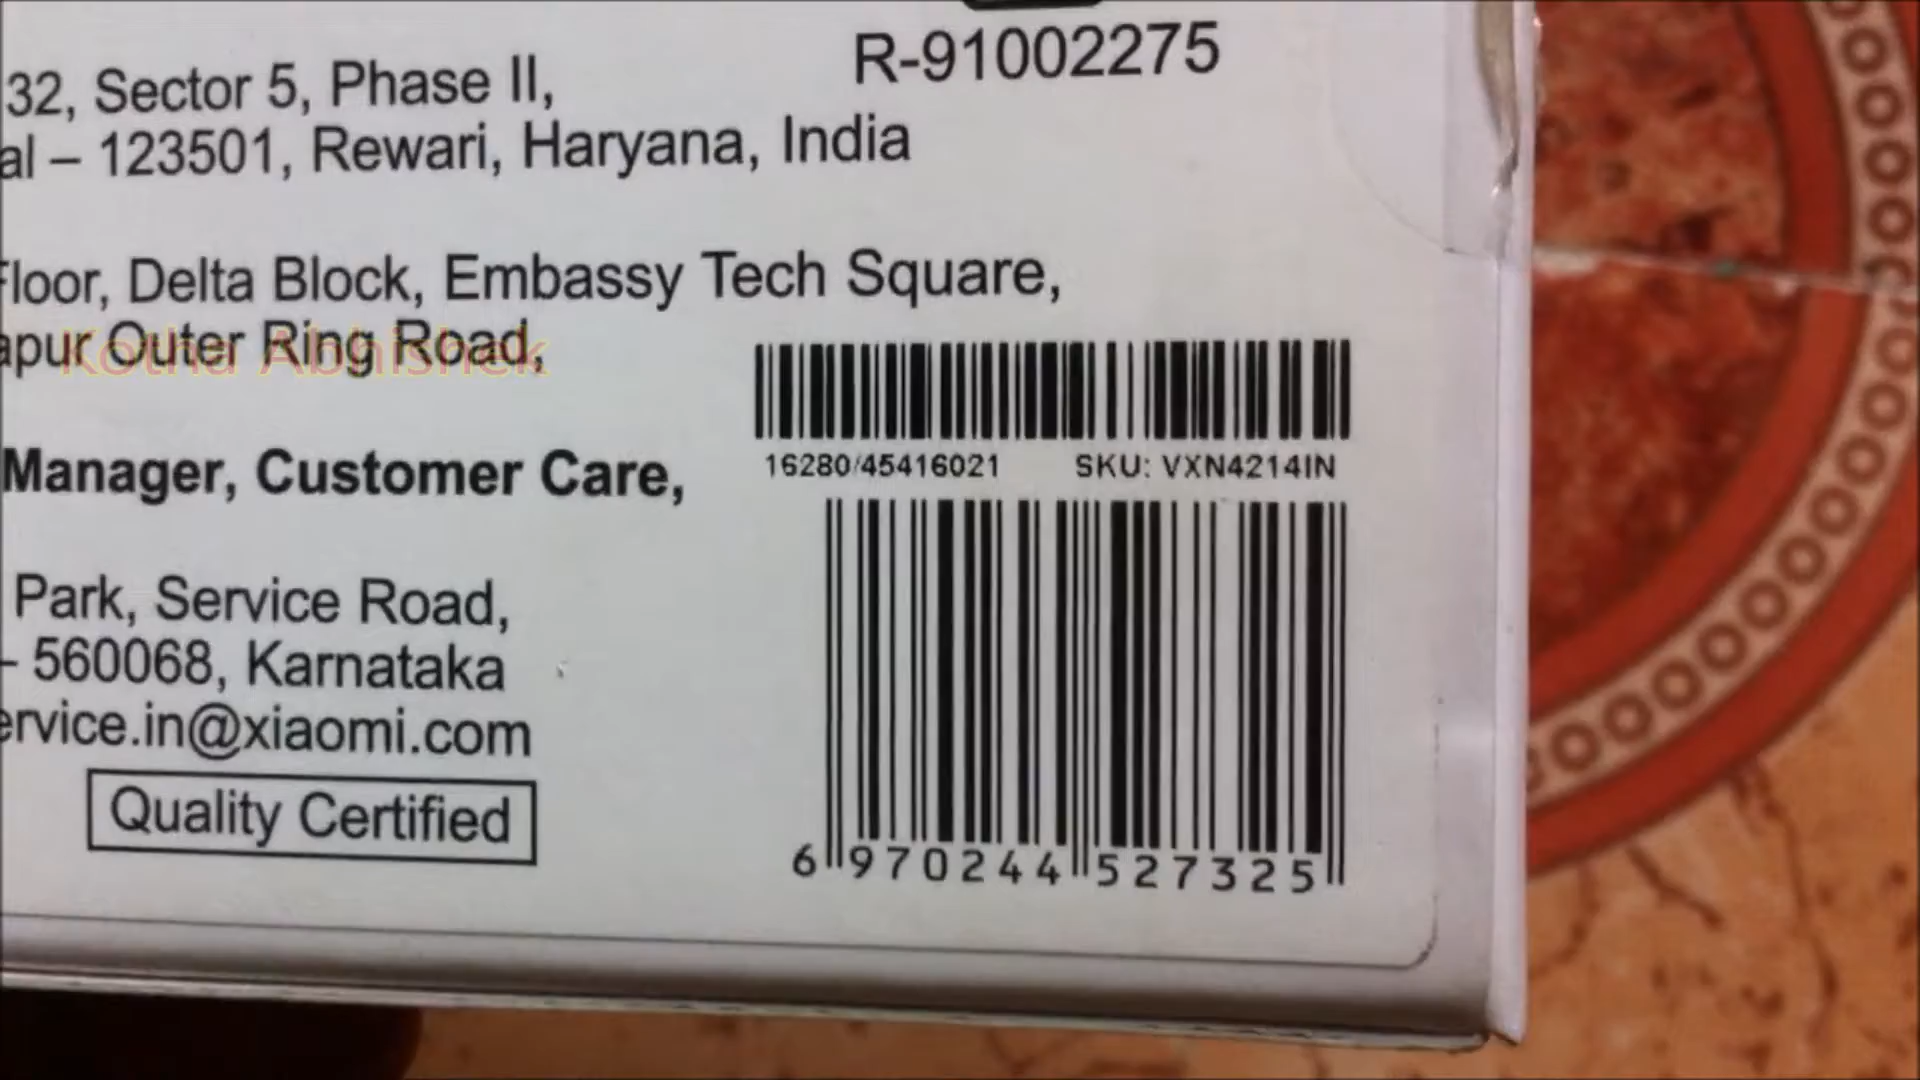 R-91002275
32, Sector 5, Phase II,
al – 123501, Rewari, Haryana, India
Floor, Delta Block, Embassy Tech Square,
apur Outer Ring Road,
Kotha Abhishek
Manager, Customer Care,
16280/45416021 SKU: VXN4214IN
Park, Service Road,
- 560068, Karnataka
ervice.in@xiaomi.com
Quality Certified
6 970244 527325